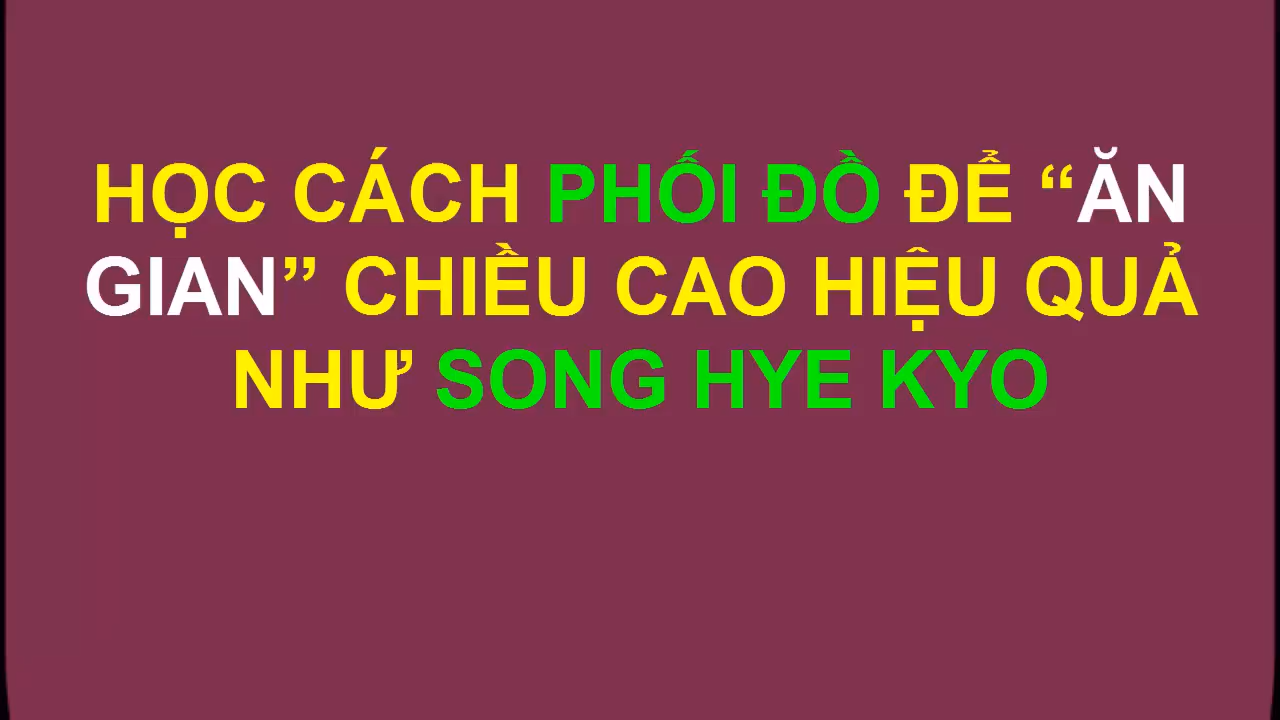 HỌC CÁCH PHỐI ĐỒ ĐỂ “ĂN
GIAN” CHIỀU CAO HIỆU QUẢ
NHƯ SONG HYE KYO